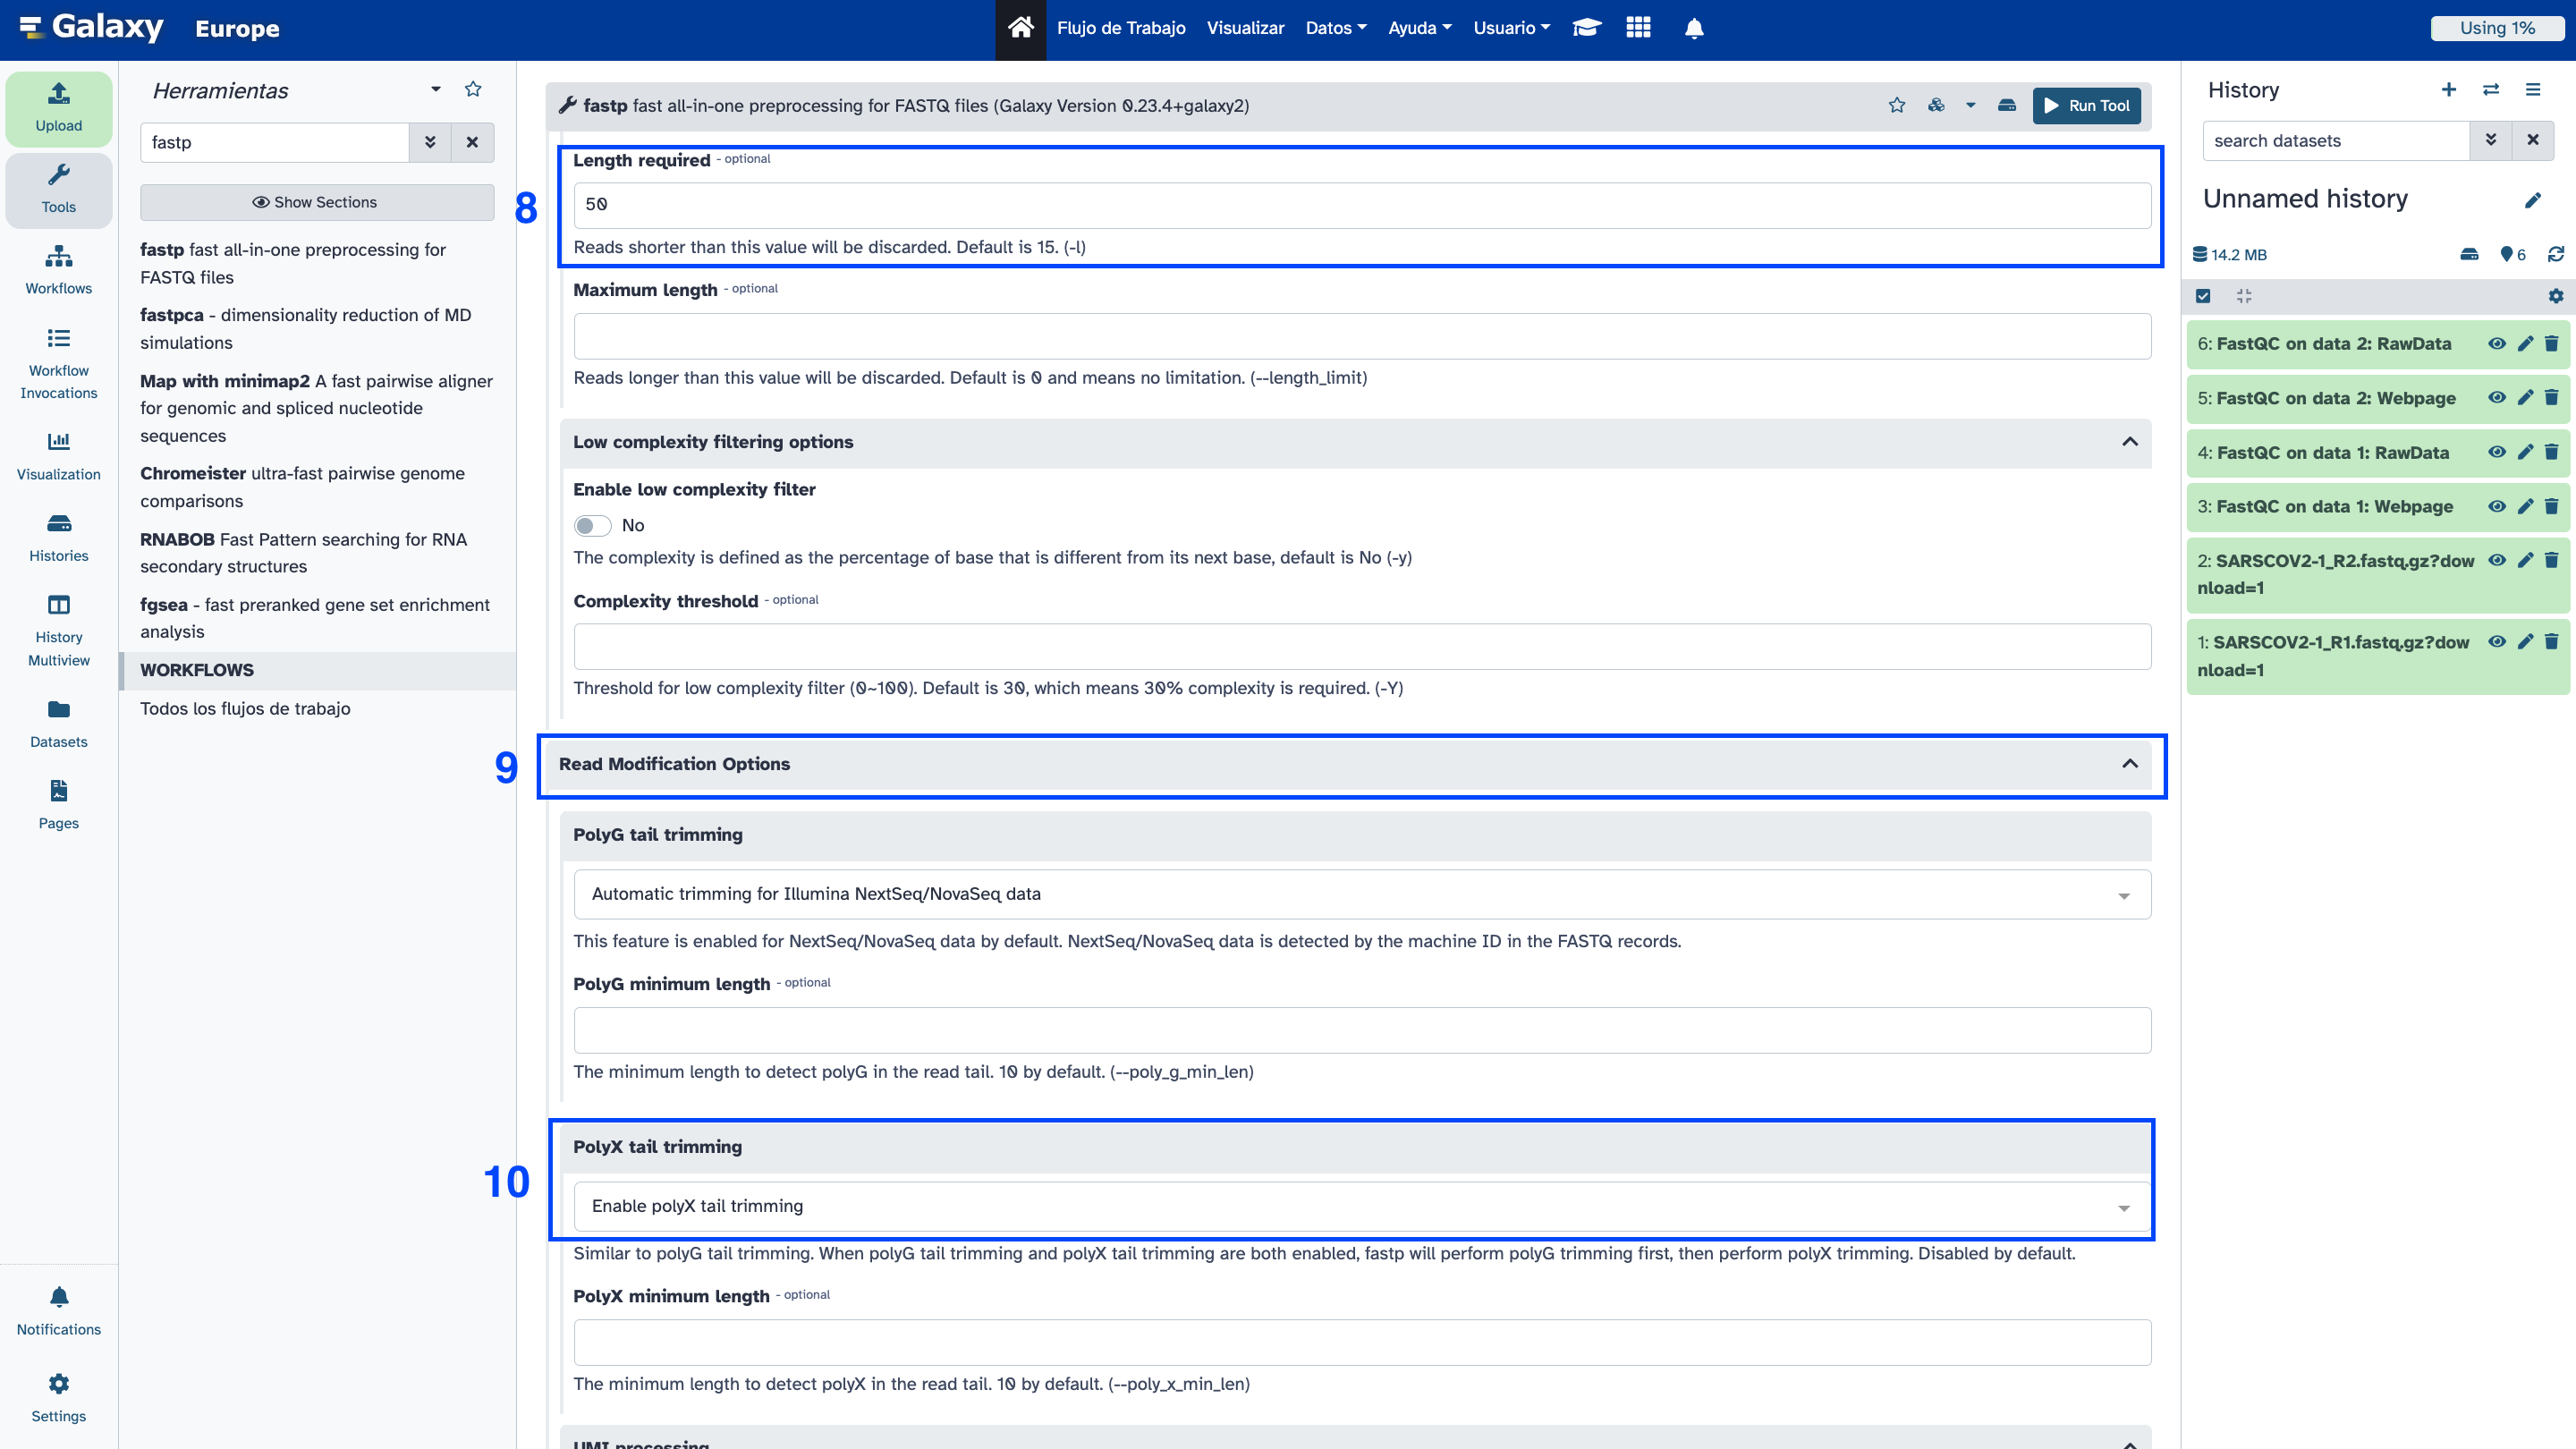 Galaxy Europe
Flujo de Trabajo Visualizar Datos Ayuda Usuario
Using 1%
Upload
Tools
Workflows
Workflow
Invocations
Visualization
Histories
History
Multiview
Datasets
Pages
Notifications
Settings
Herramientas
fastp
Show Sections
fastp fast all-in-one preprocessing for
FASTQ files
fastpca - dimensionality reduction of MD
simulations
Map with minimap2 A fast pairwise aligner
for genomic and spliced nucleotide
sequences
Chromeister ultra-fast pairwise genome
comparisons
RNABOB Fast Pattern searching for RNA
secondary structures
fgsea - fast preranked gene set enrichment
analysis
WORKFLOWS
Todos los flujos de trabajo
fastp fast all-in-one preprocessing for FASTQ files (Galaxy Version 0.23.4+galaxy2)
Run Tool
8
Length required - optional
50
Reads shorter than this value will be discarded. Default is 15. (-l)
Maximum length - optional
Reads longer than this value will be discarded. Default is 0 and means no limitation. (--length_limit)
Low complexity filtering options
Enable low complexity filter
No
The complexity is defined as the percentage of base that is different from its next base, default is No (-y)
Complexity threshold - optional
Threshold for low complexity filter (0~100). Default is 30, which means 30% complexity is required. (-Y)
9
Read Modification Options
PolyG tail trimming
Automatic trimming for Illumina NextSeq/NovaSeq data
This feature is enabled for NextSeq/NovaSeq data by default. NextSeq/NovaSeq data is detected by the machine ID in the FASTQ records.
PolyG minimum length - optional
The minimum length to detect polyG in the read tail. 10 by default. (--poly_g_min_len)
10
PolyX tail trimming
Enable polyX tail trimming
Similar to polyG tail trimming. When polyG tail trimming and polyX tail trimming are both enabled, fastp will perform polyG trimming first, then perform polyX trimming. Disabled by default.
PolyX minimum length - optional
The minimum length to detect polyX in the read tail. 10 by default. (--poly_x_min_len)
UMI processing
History
search datasets
Unnamed history
14.2 MB
6
6: FastQC on data 2: RawData
5: FastQC on data 2: Webpage
4: FastQC on data 1: RawData
3: FastQC on data 1: Webpage
2: SARSCOV2-1_R2.fastq.gz?dow
nload=1
1: SARSCOV2-1_R1.fastq.gz?dow
nload=1